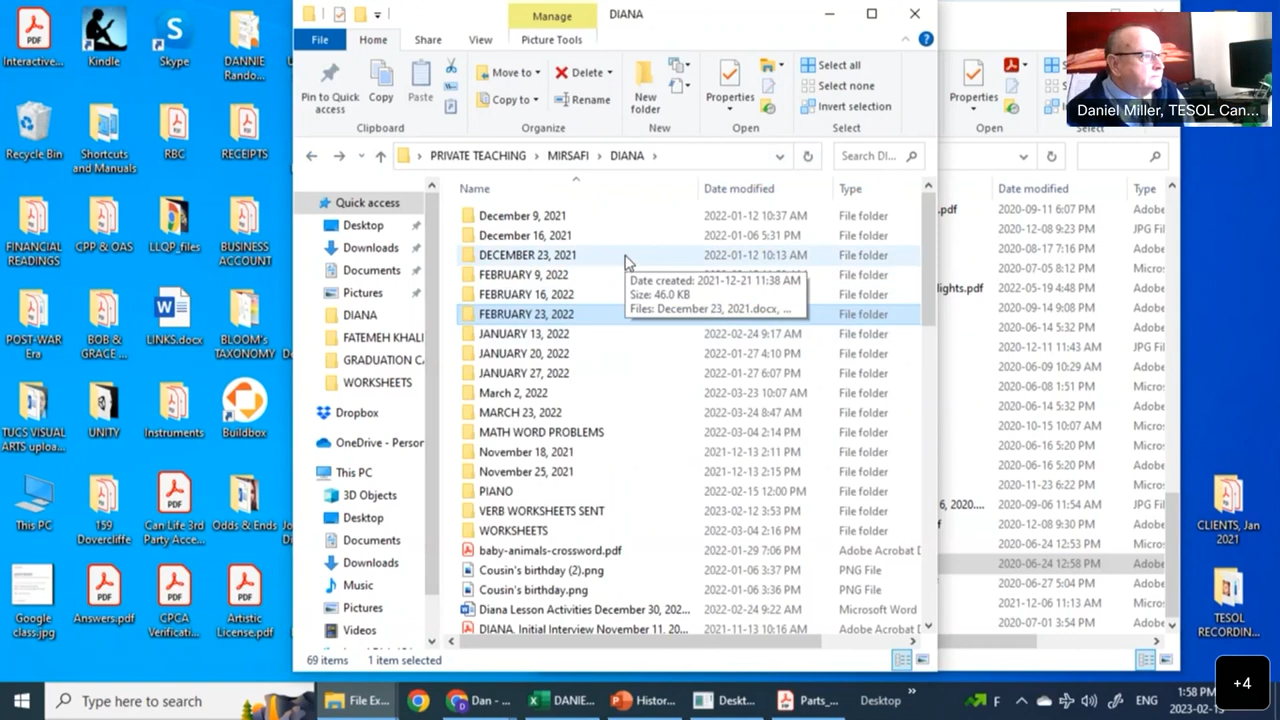 Manage
DIANA
File
Home
Share
View
Picture Tools
Pin to Quick access
Copy
Paste
Move to
Copy to
Delete
Rename
New folder
Properties
Select all
Select none
Invert selection
Clipboard
Organize
New
Open
Select
Properties
Open
Daniel Miller, TESOL Can...
PRIVATE TEACHING > MIRSAFI > DIANA >
Search DI...
Quick access
Desktop
Downloads
Documents
Pictures
DIANA
FATEMEH KHALI
GRADUATION CA
WORKSHEETS
Dropbox
OneDrive - Person
This PC
3D Objects
Desktop
Documents
Downloads
Music
Pictures
Videos
Name Date modified Type
December 9, 2021 2022-01-12 10:37 AM File folder
December 16, 2021 2022-01-06 5:31 PM File folder
DECEMBER 23, 2021 2022-01-12 10:13 AM File folder
FEBRUARY 9, 2022 File folder
FEBRUARY 16, 2022 File folder
FEBRUARY 23, 2022 File folder
JANUARY 13, 2022 2022-02-24 9:17 AM File folder
JANUARY 20, 2022 2022-01-27 4:10 PM File folder
JANUARY 27, 2022 2022-01-27 6:07 PM File folder
March 2, 2022 2022-03-23 10:07 AM File folder
MARCH 23, 2022 2022-03-24 8:47 AM File folder
MATH WORD PROBLEMS 2022-03-04 2:14 PM File folder
November 18, 2021 2021-12-13 2:11 PM File folder
November 25, 2021 2021-12-13 2:15 PM File folder
PIANO 2022-02-15 12:00 PM File folder
VERB WORKSHEETS SENT 2023-02-12 3:53 PM File folder
WORKSHEETS 2022-03-04 2:14 PM File folder
baby-animals-crossword.pdf 2022-01-29 7:06 PM Adobe Acrobat D
Cousin's birthday (2).png 2022-01-06 3:37 PM PNG File
Cousin's birthday.png 2022-01-06 3:36 PM PNG File
Diana Lesson Activities December 30, 202... 2022-02-24 9:22 AM Microsoft Word
DIANA, Initial Interview November 11, 20... 2021-11-13 10:16 AM Adobe Acrobat D
Date created: 2021-12-21 11:38 AM
Size: 46.0 KB
Files: December 23, 2021.docx, ...
69 items 1 item selected
Date modified Type
.pdf 2020-09-11 6:07 PM Adobe
2020-12-08 9:23 PM JPG Fil
2020-08-17 7:16 PM Adobe
2020-07-05 8:12 PM Micros
lights.pdf 2022-05-19 4:48 PM Adobe
2020-09-14 9:08 PM Adobe
2020-06-14 5:32 PM Micros
2020-12-11 11:43 AM JPG Fil
2020-06-09 10:29 AM Adobe
2020-06-08 1:51 PM Micros
2020-06-14 5:32 PM Adobe
2020-10-15 10:07 AM Micros
2020-06-16 5:20 PM Micros
2020-06-16 5:20 PM Adobe
2020-11-23 6:22 PM Micros
6, 2020.... 2020-09-06 11:54 AM JPG Fil
f 2020-12-08 9:30 PM Adobe
2020-06-24 12:53 PM Micros
2020-06-24 12:58 PM Adobe
2020-06-27 5:04 PM Adobe
2021-12-06 11:13 AM Adobe
2020-07-01 3:54 PM Micros
Interactive...
Kindle
Skype
DANNIE Rando...
Recycle Bin
Shortcuts and Manuals
RBC
RECEIPTS
FINANCIAL READINGS
CPP & OAS
LLQP_files
BUSINESS ACCOUNT
POST-WAR Era
BOB & GRACE ...
LINKS.docx
BLOOM's TAXONOMY
TUCS VISUAL ARTS uploa...
UNITY
Instruments
Buildbox
This PC
159 Dovercliffe
Can Life 3rd Party Acce...
Odds & Ends
Google class.jpg
Answers.pdf
CPCA Verificati...
Artistic License.pdf
CLIENTS, Jan 2021
TESOL RECORDIN...
Type here to search
File Ex...
Dan - ...
DANIE...
Histor...
Deskt...
Parts_...
Desktop
F
ENG
1:58 PM
+4